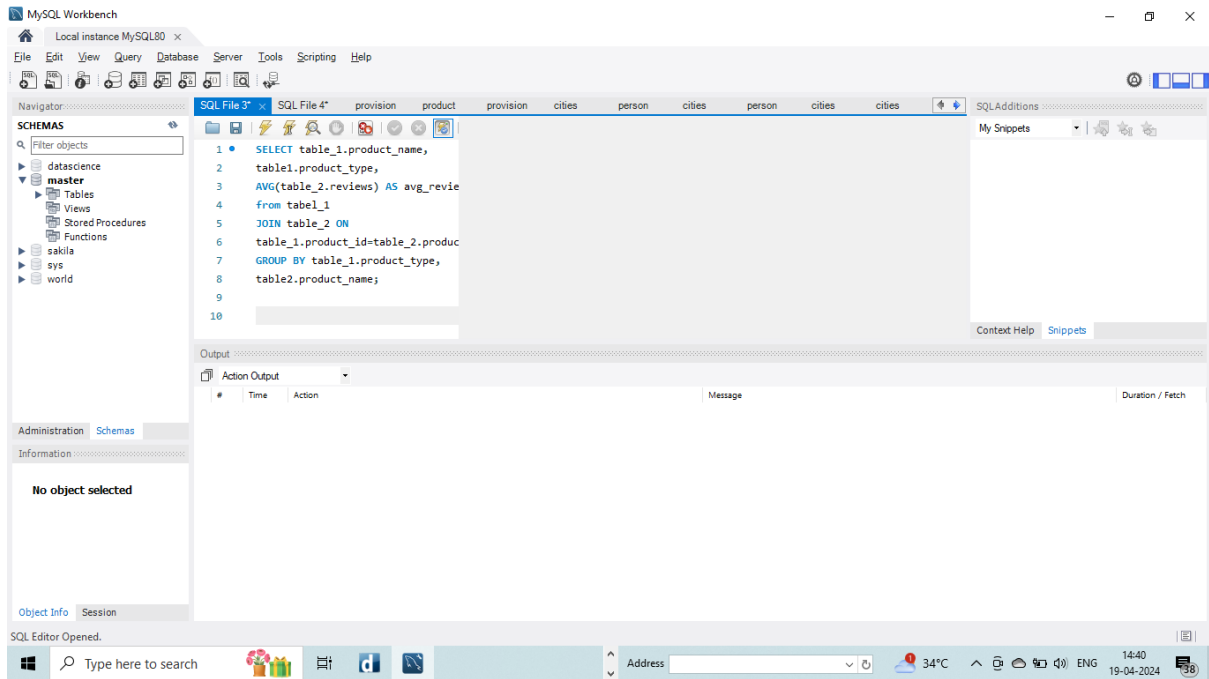 MySQL Workbench
Local instance MySQL80
File Edit View Query Database Server Tools Scripting Help
Navigator
SCHEMAS
Filter objects
datascience
master
Tables
Views
Stored Procedures
Functions
sakila
sys
world
Administration Schemas
Information
No object selected
Object Info Session
SQL File 3* SQL File 4* provision product provision cities person cities person cities cities
1 SELECT table_1.product_name,
2 table1.product_type,
3 AVG(table_2.reviews) AS avg_revie
4 from tabel_1
5 JOIN table_2 ON
6 table_1.product_id=table_2.produc
7 GROUP BY table_1.product_type,
8 table2.product_name;
9
10
SQLAdditions
My Snippets
Context Help Snippets
Output
Action Output
# Time Action Message Duration / Fetch
SQL Editor Opened.
Type here to search
Address
34°C
ENG
14:40
19-04-2024
38